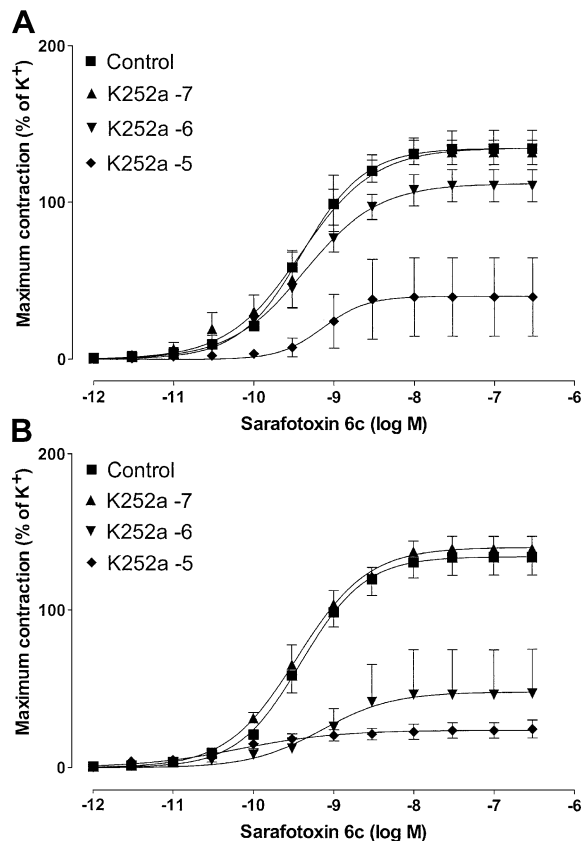 A
Maximum contraction (% of K⁺)
200
100
0
Control
K252a -7
K252a -6
K252a -5
-12 -11 -10 -9 -8 -7 -6
Sarafotoxin 6c (log M)
B
Maximum contraction (% of K⁺)
200
100
0
Control
K252a -7
K252a -6
K252a -5
-12 -11 -10 -9 -8 -7 -6
Sarafotoxin 6c (log M)